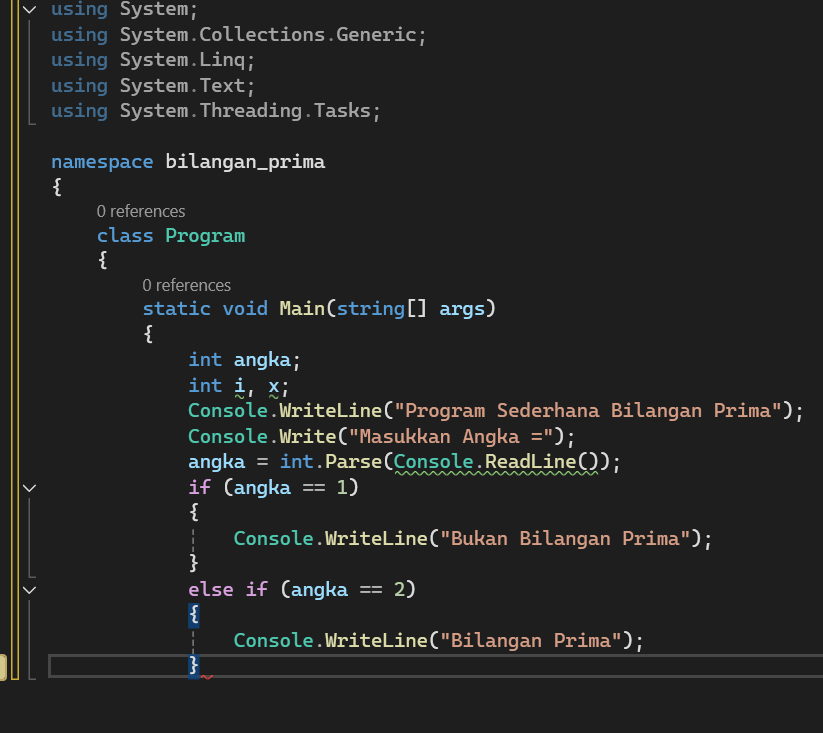 using System;
using System.Collections.Generic;
using System.Linq;
using System.Text;
using System.Threading.Tasks;
namespace bilangan_prima
{
0 references
class Program
{
0 references
static void Main(string[] args)
{
int angka;
int i, x;
Console.WriteLine("Program Sederhana Bilangan Prima");
Console.Write("Masukkan Angka =");
angka = int.Parse(Console.ReadLine());
if (angka == 1)
{
Console.WriteLine("Bukan Bilangan Prima");
}
else if (angka == 2)
{
Console.WriteLine("Bilangan Prima");
}